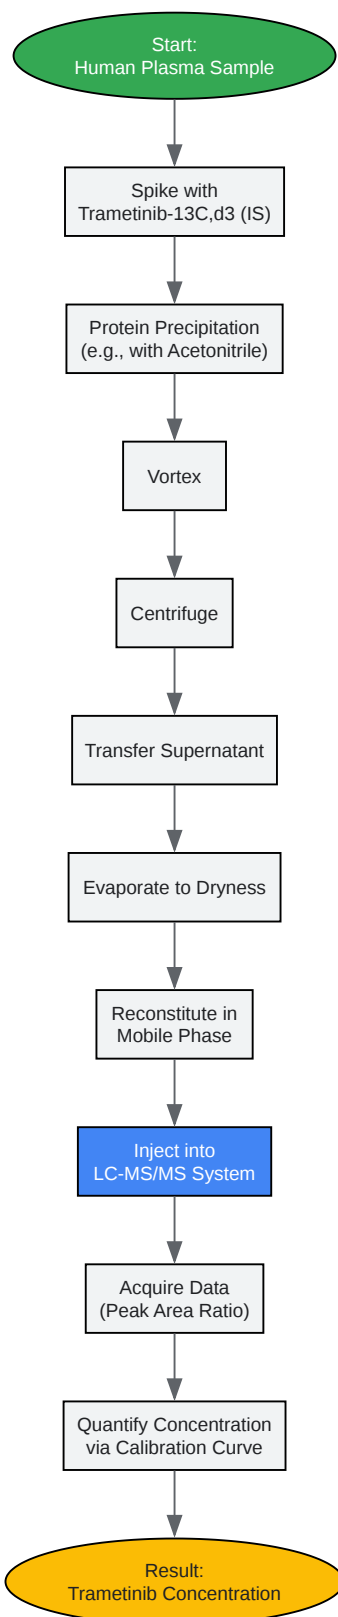 Start:
Human Plasma Sample
Spike with
Trametinib-13C,d3 (IS)
Protein Precipitation
(e.g., with Acetonitrile)
Vortex
Centrifuge
Transfer Supernatant
Evaporate to Dryness
Reconstitute in
Mobile Phase
Inject into
LC-MS/MS System
Acquire Data
(Peak Area Ratio)
Quantify Concentration
via Calibration Curve
Result:
Trametinib Concentration